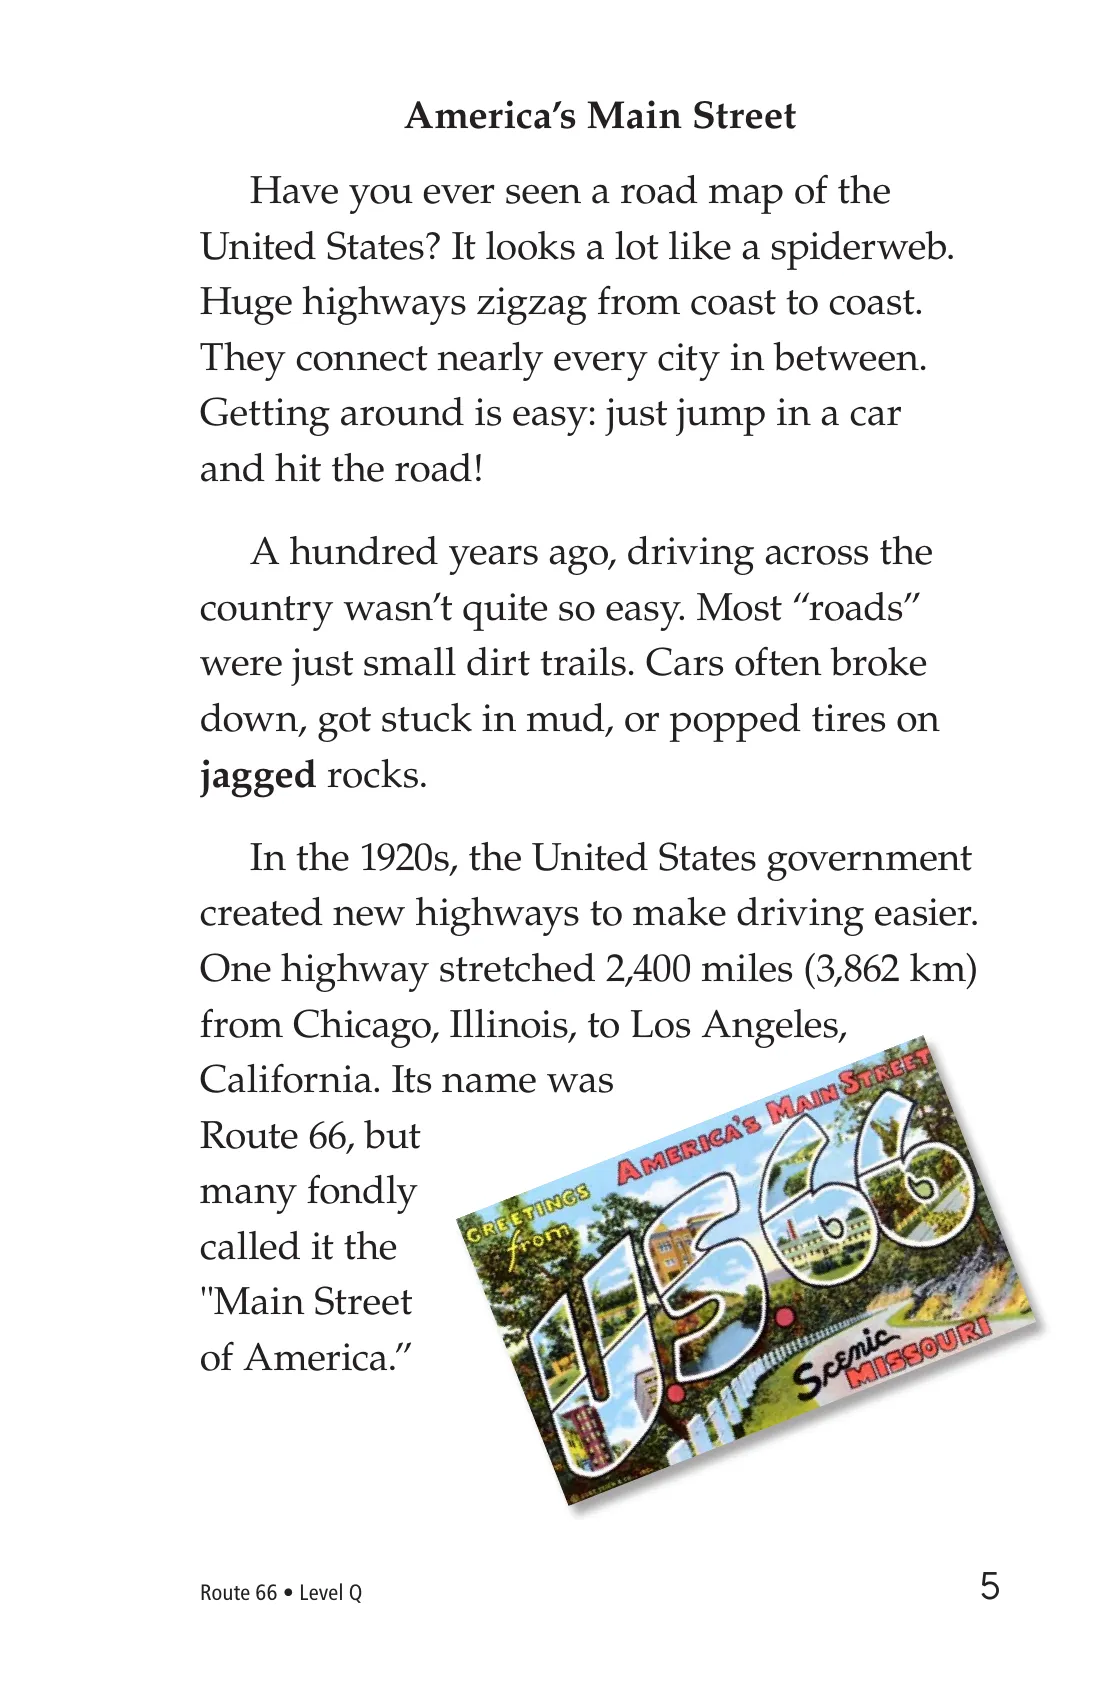 America’s Main Street
Have you ever seen a road map of the
United States? It looks a lot like a spiderweb.
Huge highways zigzag from coast to coast.
They connect nearly every city in between.
Getting around is easy: just jump in a car
and hit the road!
A hundred years ago, driving across the
country wasn’t quite so easy. Most “roads”
were just small dirt trails. Cars often broke
down, got stuck in mud, or popped tires on
jagged rocks.
In the 1920s, the United States government
created new highways to make driving easier.
One highway stretched 2,400 miles (3,862 km)
from Chicago, Illinois, to Los Angeles,
California. Its name was
Route 66, but
many fondly
called it the
"Main Street
of America.”
GREETINGS
from
AMERICA'S MAIN STREET
U.S. 66
Scenic
MISSOURI
Route 66 • Level Q
5